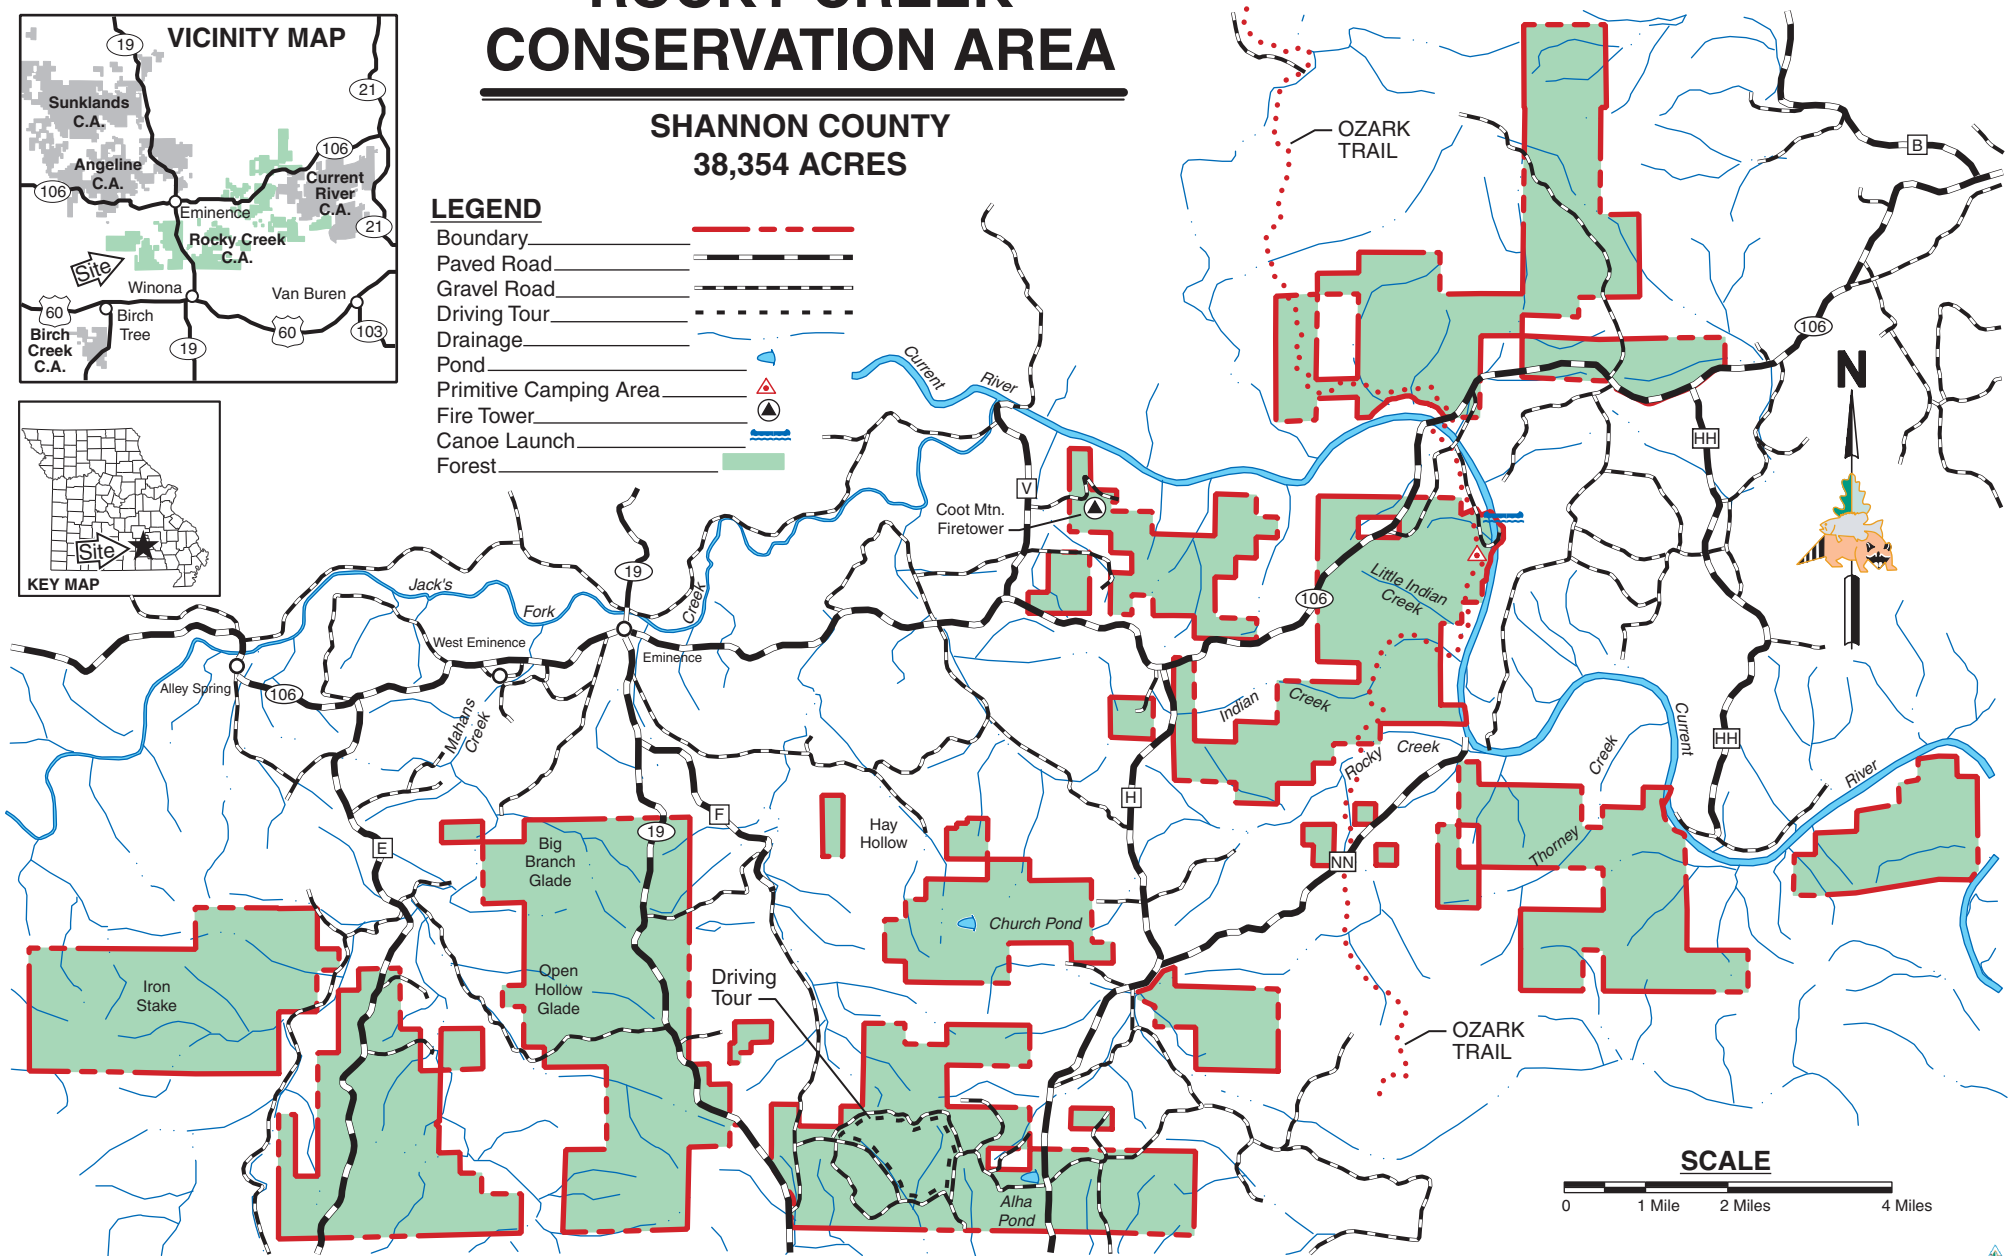 ROCKY CREEK
CONSERVATION AREA
SHANNON COUNTY
38,354 ACRES
VICINITY MAP
19
21
Sunklands
C.A.
106
Angeline
C.A.
106
Current
River
C.A.
Eminence
21
Rocky Creek
C.A.
Site
Winona
Van Buren
60
Birch
Tree
60
103
Birch
Creek
C.A.
19
Site
KEY MAP
LEGEND
Boundary
Paved Road
Gravel Road
Driving Tour
Drainage
Pond
Primitive Camping Area
Fire Tower
Canoe Launch
Forest
OZARK
TRAIL
B
106
N
Current
River
HH
V
Coot Mtn.
Firetower
19
Jack's
Fork
Creek
Little Indian
Creek
106
West Eminence
Eminence
Alley Spring
106
Mahans
Creek
Indian
Creek
Rocky
Creek
Current
Creek
HH
River
H
F
19
E
Big
Branch
Glade
Hay
Hollow
NN
Thorney
Church Pond
Iron
Stake
Open
Hollow
Glade
Driving
Tour
OZARK
TRAIL
Alha
Pond
SCALE
0
1 Mile
2 Miles
4 Miles